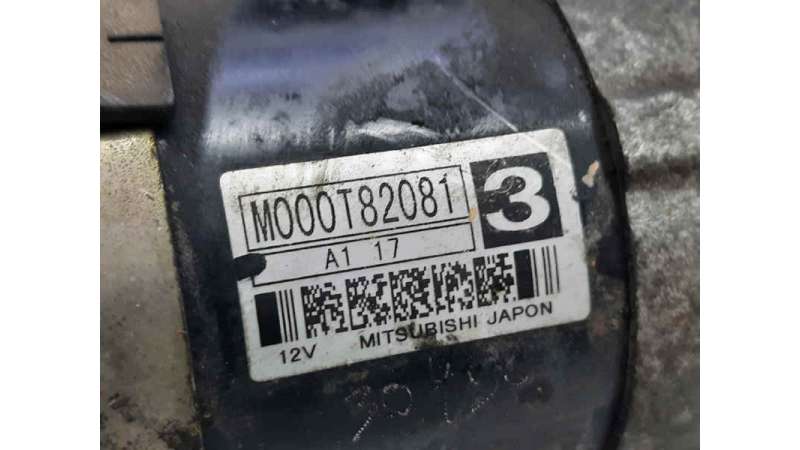 M000T82081
3
A1 17
12V MITSUBISHI JAPON